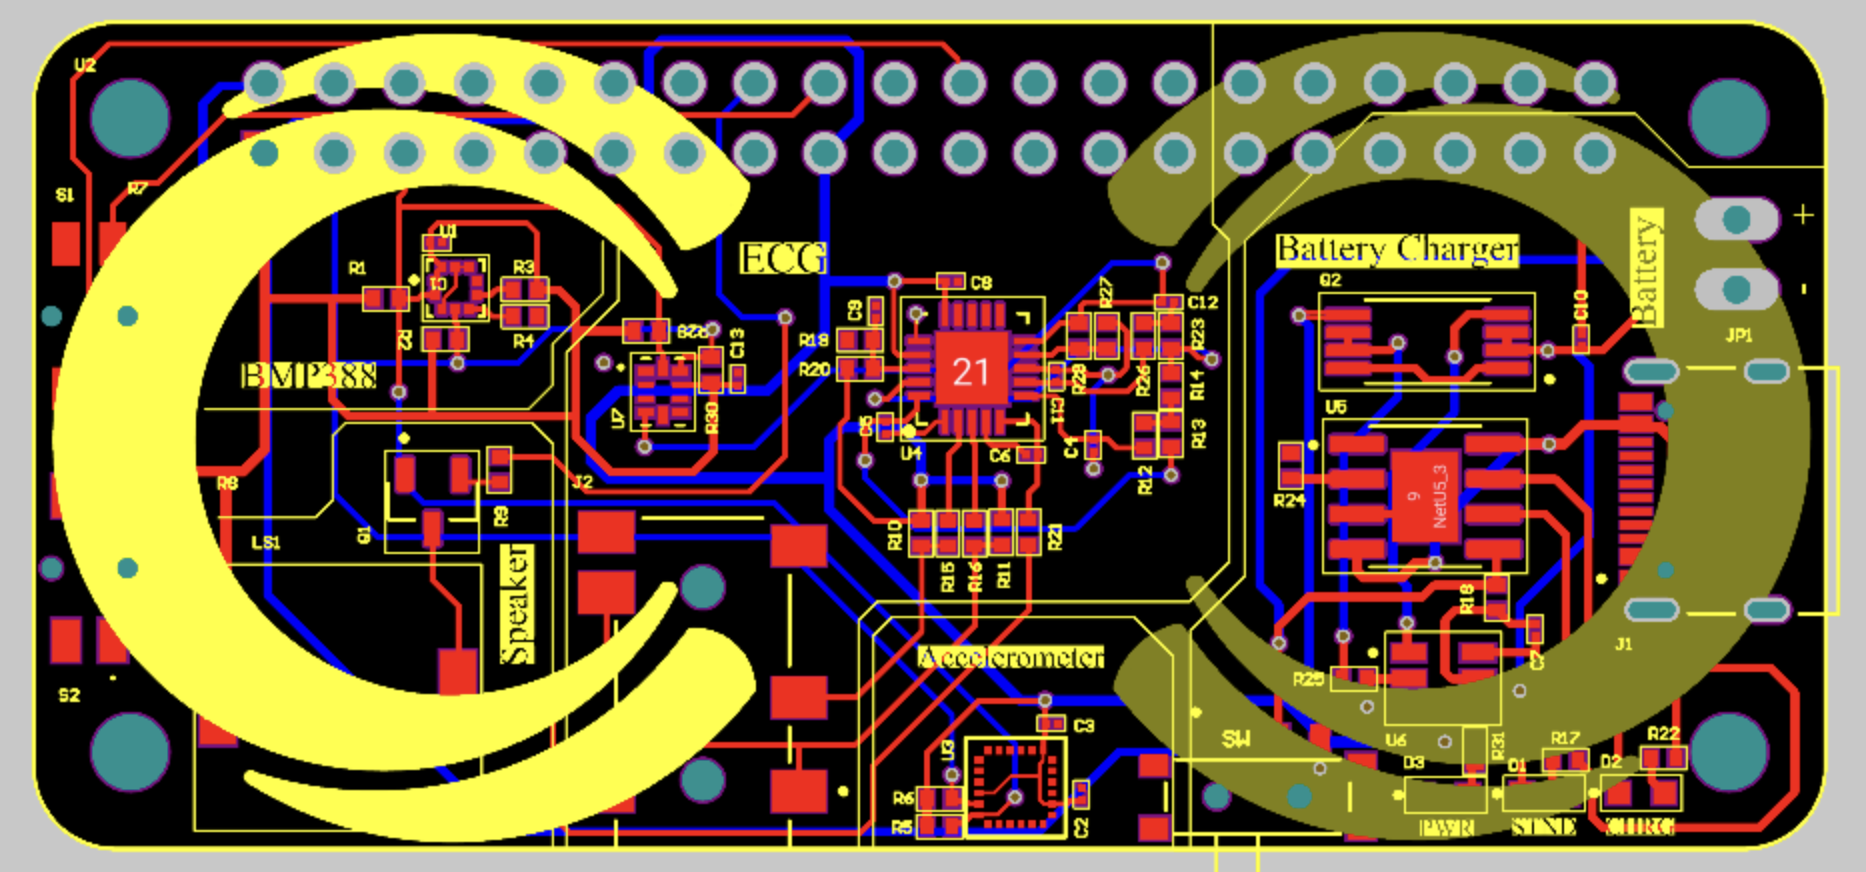 U2
S1
R7
ECG
Battery Charger
Battery
+
-
JP1
U1
R1
C1
R3
R2
R4
BMP388
C13
U7
R30
C8
C9
R19
R20
21
C5
U4
C6
R27
C12
R28
R26
R23
R14
C11
C4
R13
R12
Q2
C10
U5
R24
9
NetU5_3
R8
J2
R9
Q1
LS1
Speaker
R10
R15
R16
R11
R21
R18
C7
J1
R25
Accelerometer
S2
C3
U3
SW
U6
R31
R17
R22
D3
D1
D2
R6
R5
C2
PWR
STND
CHRG